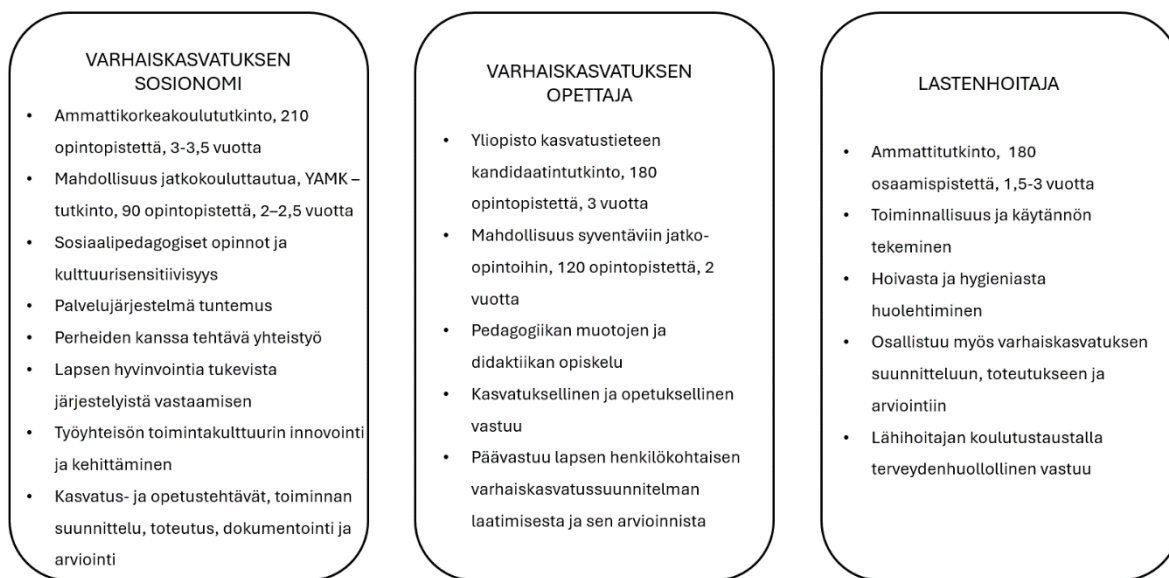 VARHAISKASVATUKSEN
SOSIONOMI
• Ammattikorkeakoulututkinto, 210
opintopistettä, 3-3,5 vuotta
• Mahdollisuus jatkokouluttautua, YAMK –
tutkinto, 90 opintopistettä, 2–2,5 vuotta
• Sosiaalipedagogiset opinnot ja
kulttuurisensitiivisyys
• Palvelujärjestelmä tuntemus
• Perheiden kanssa tehtävä yhteistyö
• Lapsen hyvinvointia tukevista
järjestelyistä vastaamisen
• Työyhteisön toimintakulttuurin innovointi
ja kehittäminen
• Kasvatus- ja opetustehtävät, toiminnan
suunnittelu, toteutus, dokumentointi ja
arviointi
VARHAISKASVATUKSEN
OPETTAJA
• Yliopisto kasvatustieteen
kandidaatintutkinto, 180
opintopistettä, 3 vuotta
• Mahdollisuus syventäviin jatko-
opintoihin, 120 opintopistettä, 2
vuotta
• Pedagogiikan muotojen ja
didaktiikan opiskelu
• Kasvatuksellinen ja opetuksellinen
vastuu
• Päävastuu lapsen henkilökohtaisen
varhaiskasvatussuunnitelman
laatimisesta ja sen arvioinnista
LASTENHOITAJA
• Ammattitutkinto, 180
osaamispistettä, 1,5-3 vuotta
• Toiminnallisuus ja käytännön
tekeminen
• Hoivasta ja hygieniasta
huolehtiminen
• Osallistuu myös varhaiskasvatuksen
suunnitteluun, toteutukseen ja
arviointiin
• Lähihoitajan koulutustaustalla
terveydenhuollollinen vastuu